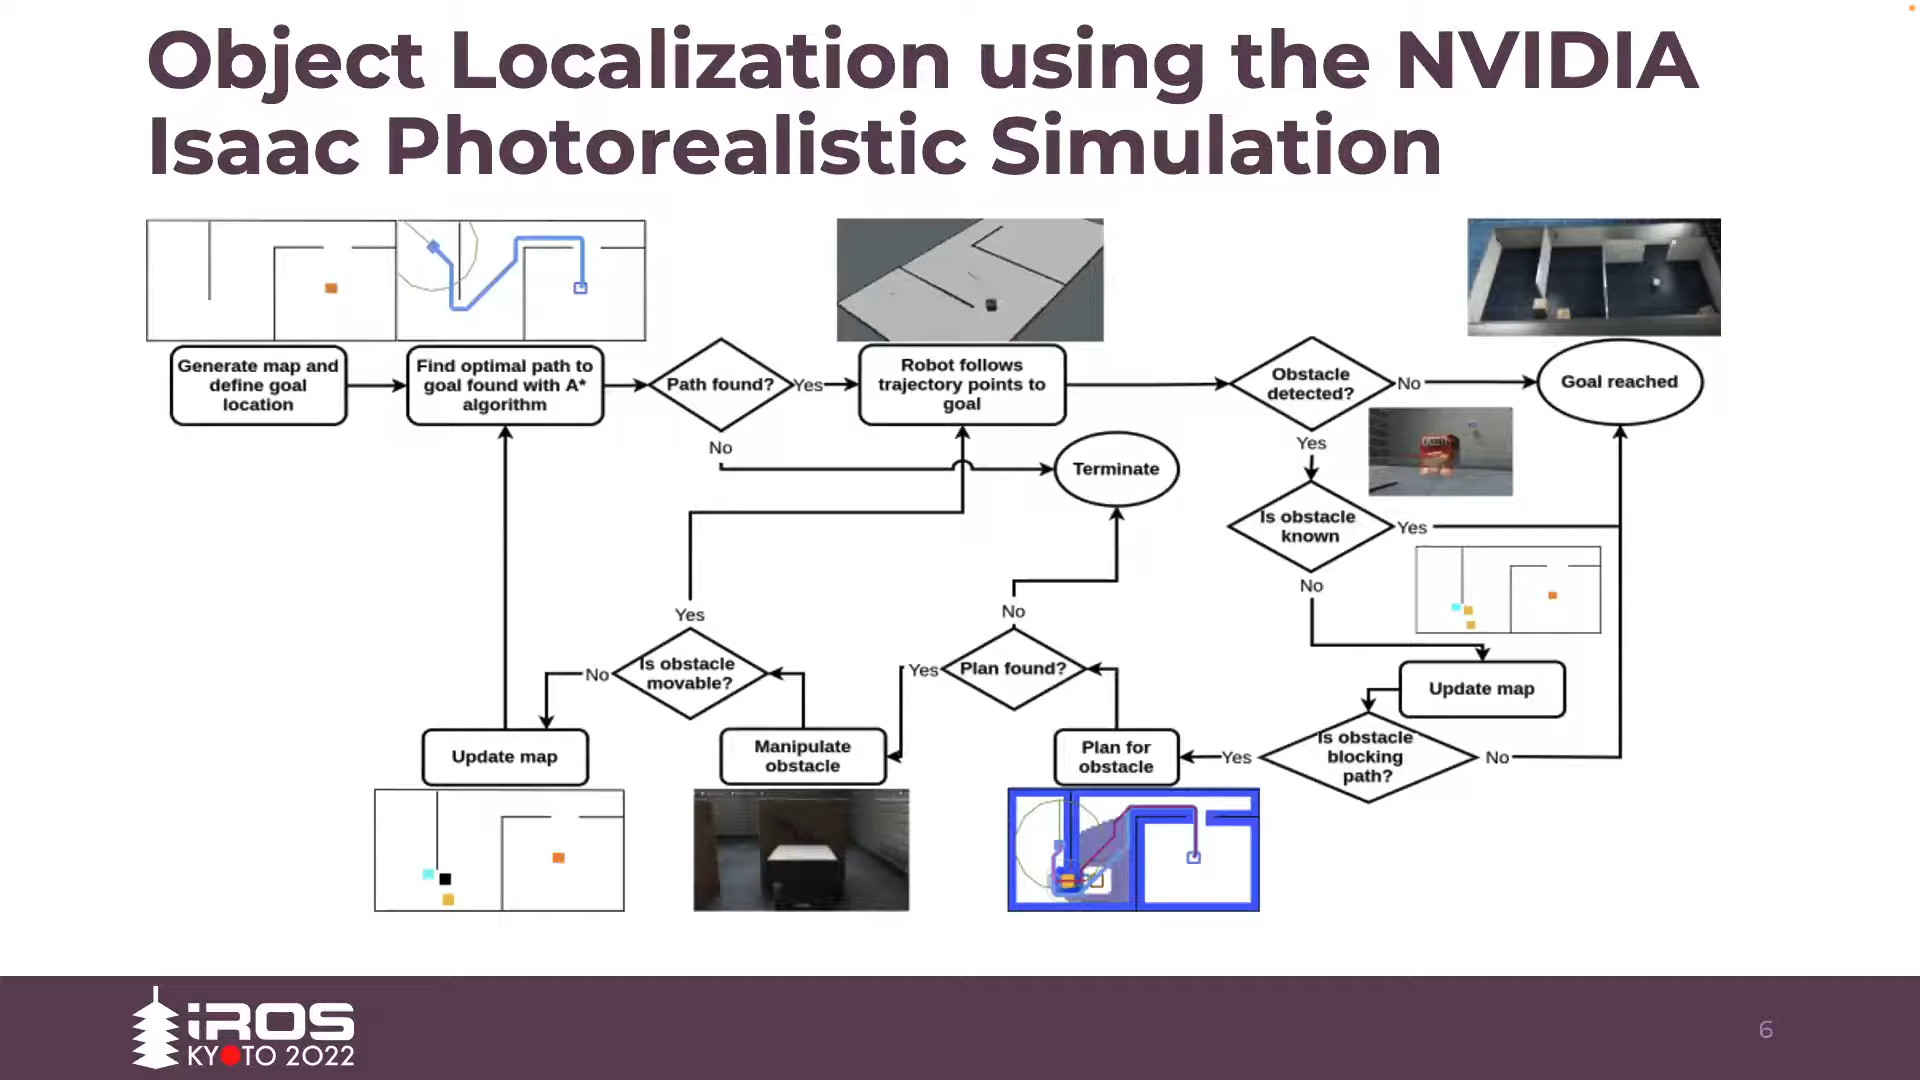 Object Localization using the NVIDIA
Isaac Photorealistic Simulation
Generate map and
define goal
location
Find optimal path to
goal found with A*
algorithm
Path found?
Yes
No
Robot follows
trajectory points to
goal
Terminate
Obstacle
detected?
No
Goal reached
Yes
Is obstacle
known
Yes
No
Update map
Is obstacle
blocking
path?
No
Yes
Plan for
obstacle
Plan found?
No
Yes
Manipulate
obstacle
Is obstacle
movable?
Yes
No
Update map
iROS
KYOTO 2022
6